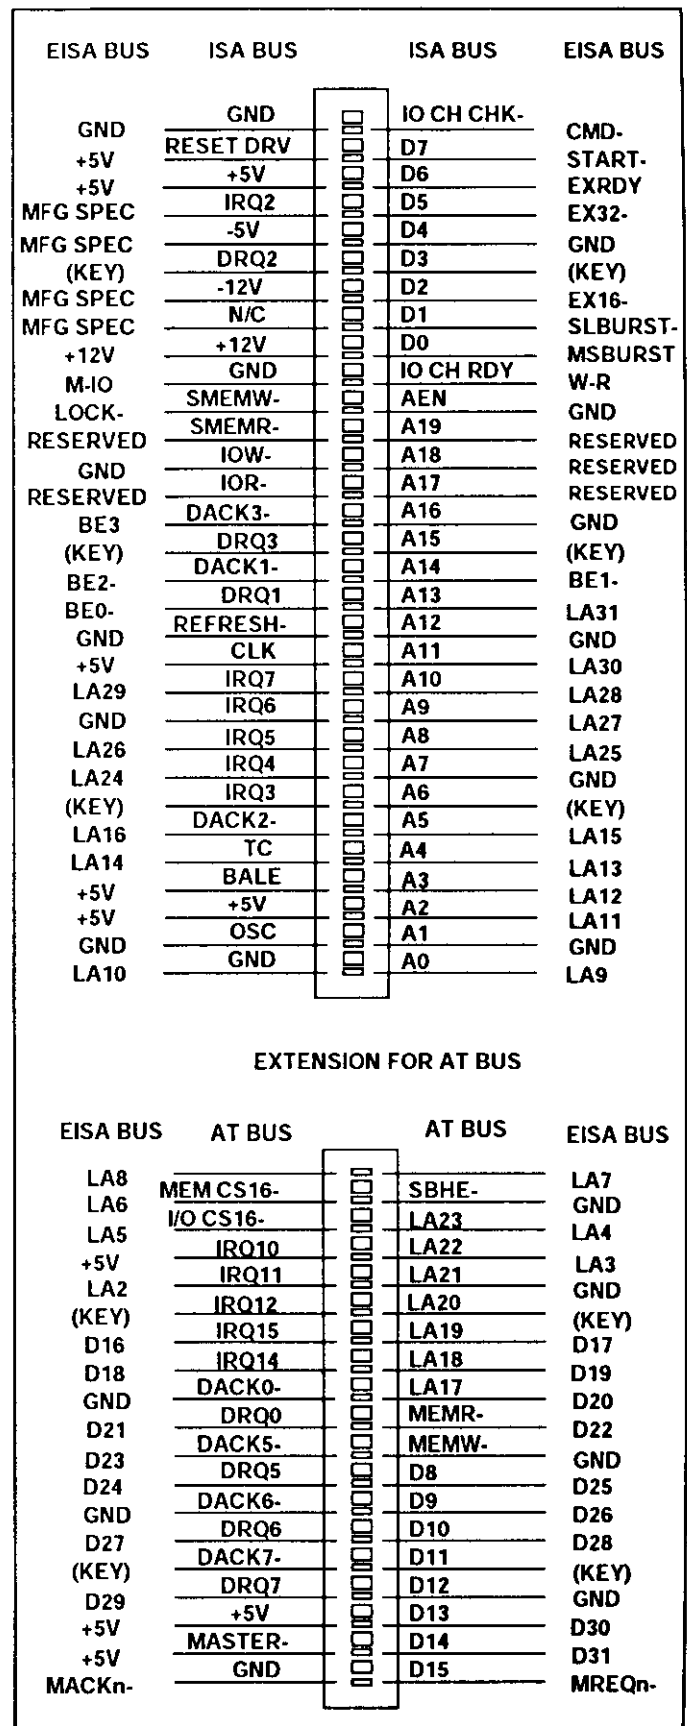 EISA BUS ISA BUS ISA BUS EISA BUS
GND IO CH CHK-
GND CMD-
RESET DRV D7
+5V START-
+5V D6
+5V EXRDY
IRQ2 D5
MFG SPEC EX32-
-5V D4
MFG SPEC GND
DRQ2 D3
(KEY) (KEY)
-12V D2
MFG SPEC EX16-
N/C D1
MFG SPEC SLBURST-
+12V D0
+12V MSBURST
GND IO CH RDY
M-IO W-R
SMEMW- AEN
LOCK- GND
SMEMR- A19
RESERVED RESERVED
IOW- A18
GND RESERVED
IOR- A17
RESERVED RESERVED
DACK3- A16
BE3 GND
DRQ3 A15
(KEY) (KEY)
DACK1- A14
BE2- BE1-
DRQ1 A13
BE0- LA31
REFRESH- A12
GND GND
CLK A11
+5V LA30
IRQ7 A10
LA29 LA28
IRQ6 A9
GND LA27
IRQ5 A8
LA26 LA25
IRQ4 A7
LA24 GND
IRQ3 A6
(KEY) (KEY)
DACK2- A5
LA16 LA15
TC A4
LA14 LA13
BALE A3
+5V LA12
+5V A2
+5V LA11
OSC A1
GND GND
GND A0
LA10 LA9
EXTENSION FOR AT BUS
EISA BUS AT BUS AT BUS EISA BUS
LA8 LA7
MEM CS16- SBHE-
LA6 GND
I/O CS16- LA23
LA5 LA4
IRQ10 LA22
+5V LA3
IRQ11 LA21
LA2 GND
IRQ12 LA20
(KEY) (KEY)
IRQ15 LA19
D16 D17
IRQ14 LA18
D18 D19
DACK0- LA17
GND D20
DRQ0 MEMR-
D21 D22
DACK5- MEMW-
D23 GND
DRQ5 D8
D24 D25
DACK6- D9
GND D26
DRQ6 D10
D27 D28
DACK7- D11
(KEY) (KEY)
DRQ7 D12
D29 GND
+5V D13
+5V D30
MASTER- D14
+5V D31
GND D15
MACKn- MREQn-